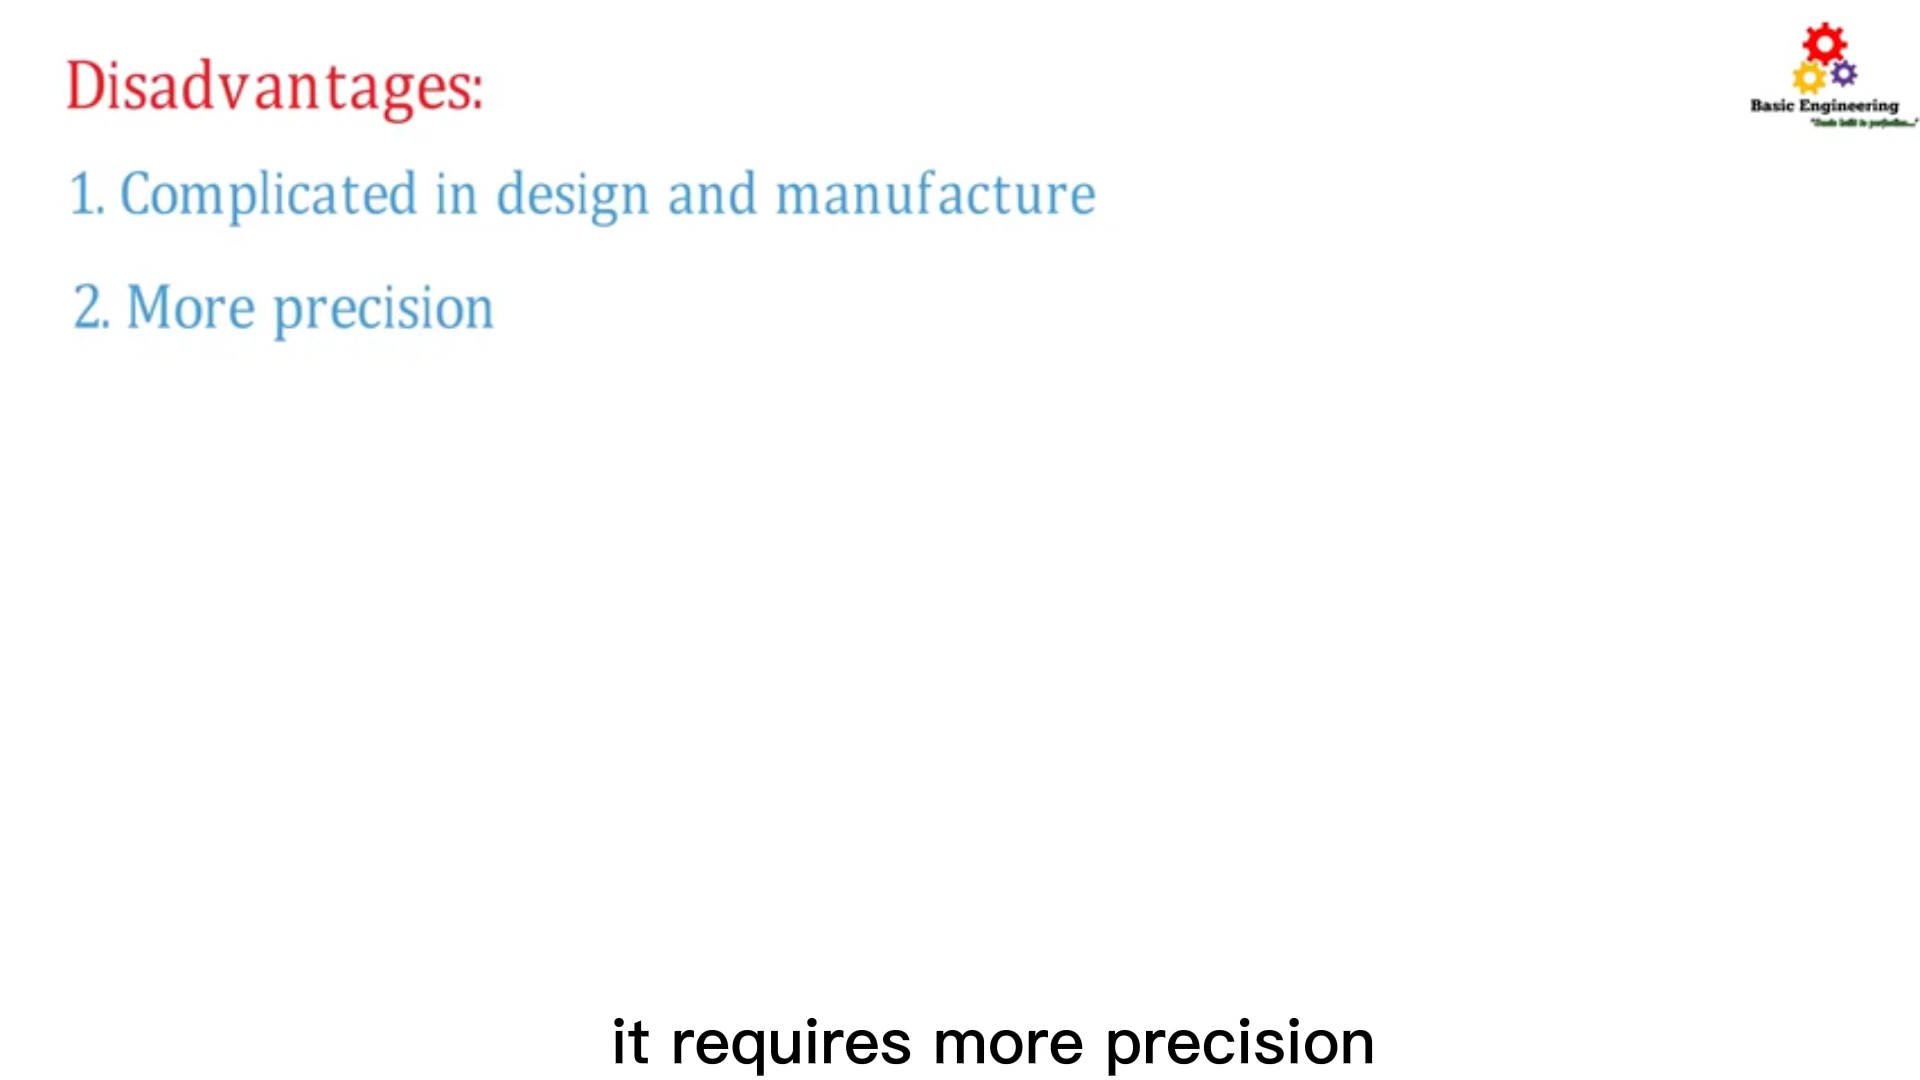 Disadvantages:
1. Complicated in design and manufacture
2. More precision
Basic Engineering
it requires more precision